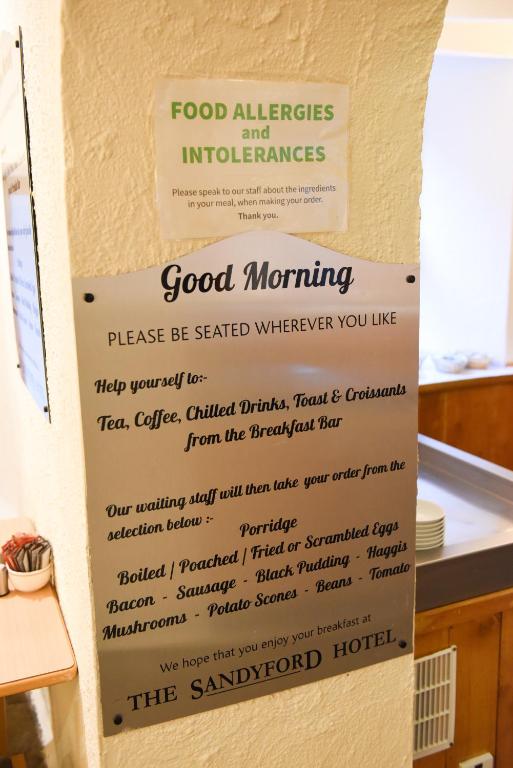 FOOD ALLERGIES
and
INTOLERANCES
Please speak to our staff about the ingredients
in your meal, when making your order.
Thank you.
Good Morning
PLEASE BE SEATED WHEREVER YOU LIKE
Help yourself to:-
Tea, Coffee, Chilled Drinks, Toast & Croissants
from the Breakfast Bar
Our waiting staff will then take your order from the
selection below :-
Porridge
Boiled / Poached / Fried or Scrambled Eggs
Bacon - Sausage - Black Pudding - Haggis
Mushrooms - Potato Scones - Beans - Tomato
We hope that you enjoy your breakfast at
THE SANDYFORD HOTEL